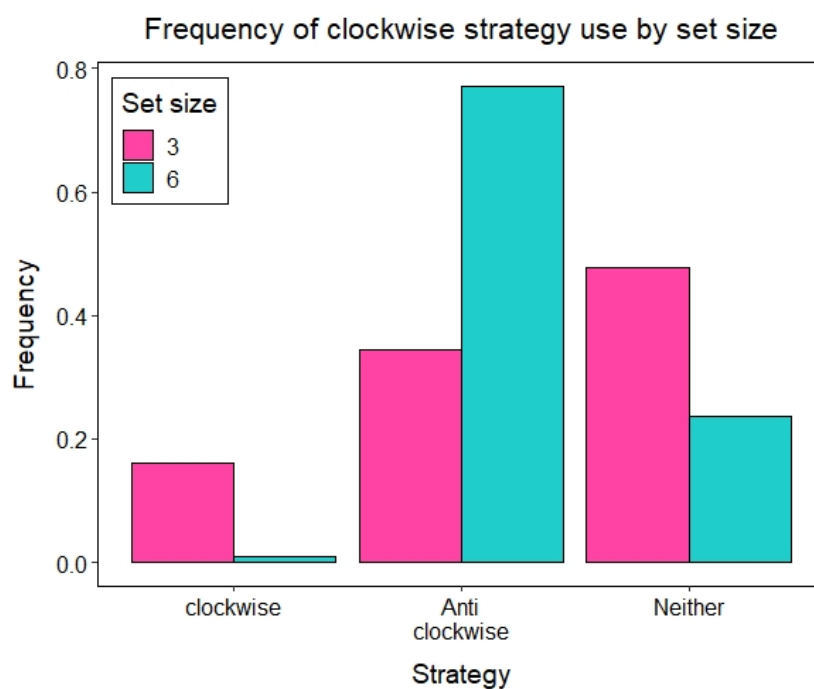 Frequency of clockwise strategy use by set size
0.8
Set size
3
6
0.6
0.4
0.2
0.0
Frequency
clockwise
Anti
clockwise
Neither
Strategy